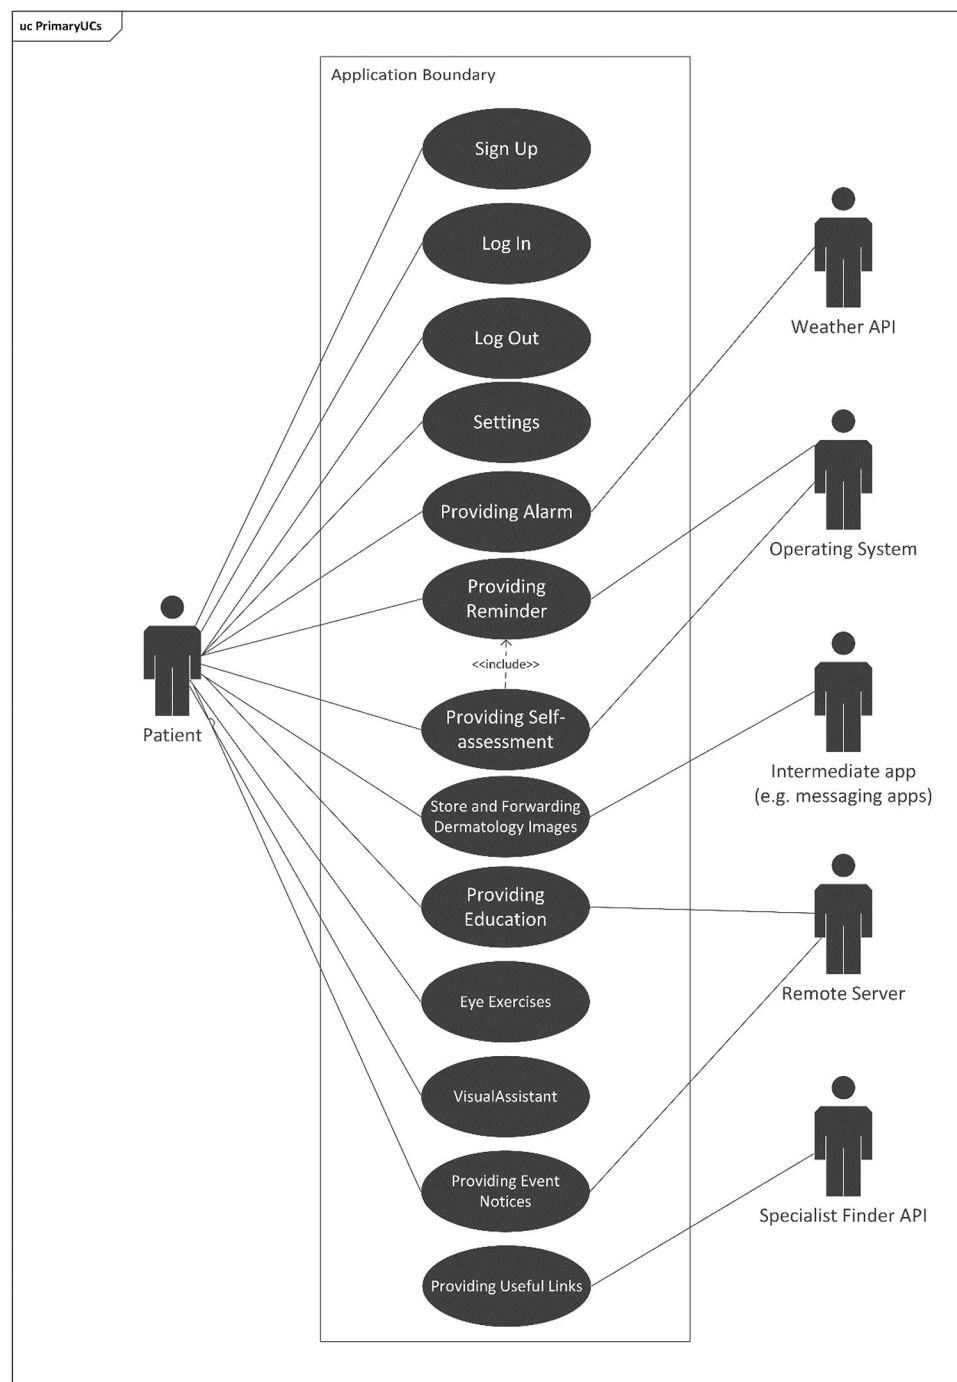 uc PrimaryUCs
Application Boundary
Sign Up
Log In
Log Out
Settings
Providing Alarm
Providing
Reminder
<<include>>
Providing Self-
assessment
Store and Forwarding
Dermatology Images
Providing
Education
Eye Exercises
VisualAssistant
Providing Event
Notices
Providing Useful Links
Patient
Weather API
Operating System
Intermediate app
(e.g. messaging apps)
Remote Server
Specialist Finder API